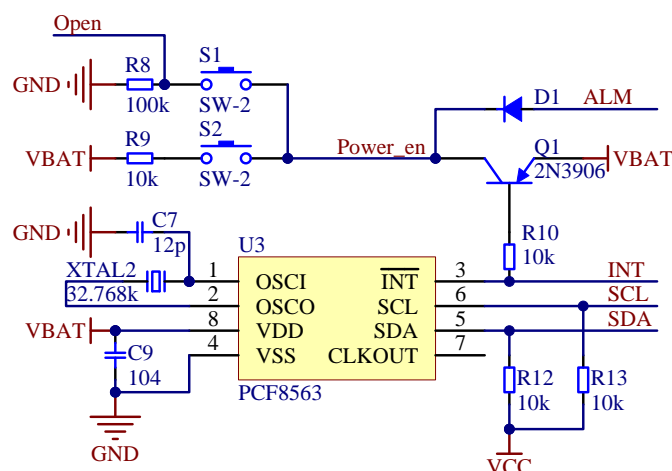 Open
S1
R8
GND
100k
SW-2
D1
ALM
S2
R9
VBAT
10k
SW-2
Power_en
Q1
VBAT
2N3906
C7
GND
12p
U3
R10
10k
XTAL2
32.768k
1
OSCI
INT
3
INT
2
OSCO
SCL
6
SCL
VBAT
8
VDD
SDA
5
SDA
4
VSS
CLKOUT
7
C9
104
PCF8563
R12
10k
R13
10k
GND
VCC